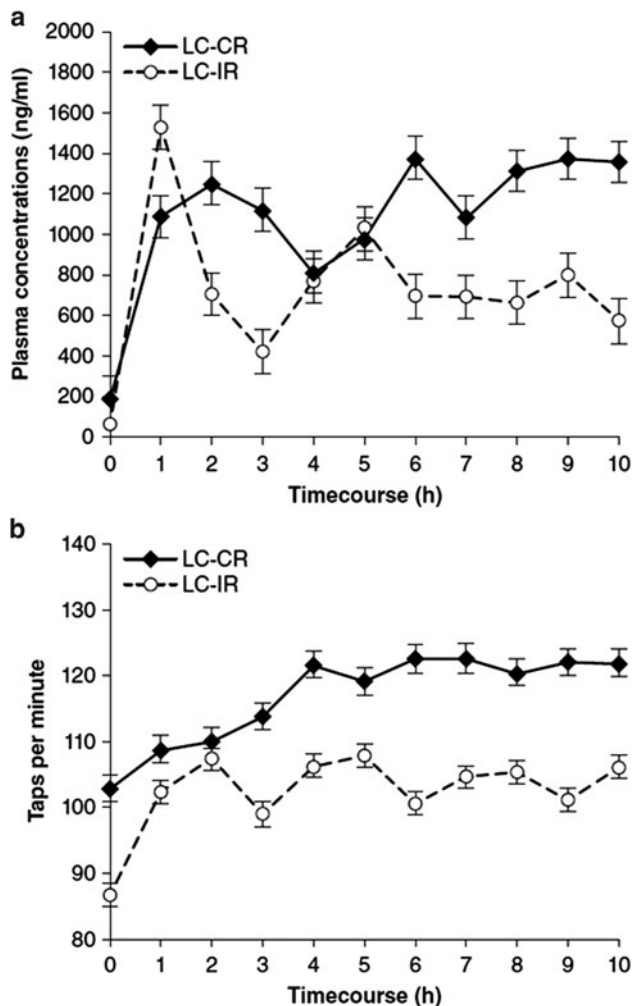 a
LC-CR
LC-IR
2000
1800
1600
1400
1200
1000
800
600
400
200
0
Plasma concentrations (ng/ml)
0 1 2 3 4 5 6 7 8 9 10
Timecourse (h)
b
LC-CR
LC-IR
140
130
120
110
100
90
80
Taps per minute
0 1 2 3 4 5 6 7 8 9 10
Timecourse (h)